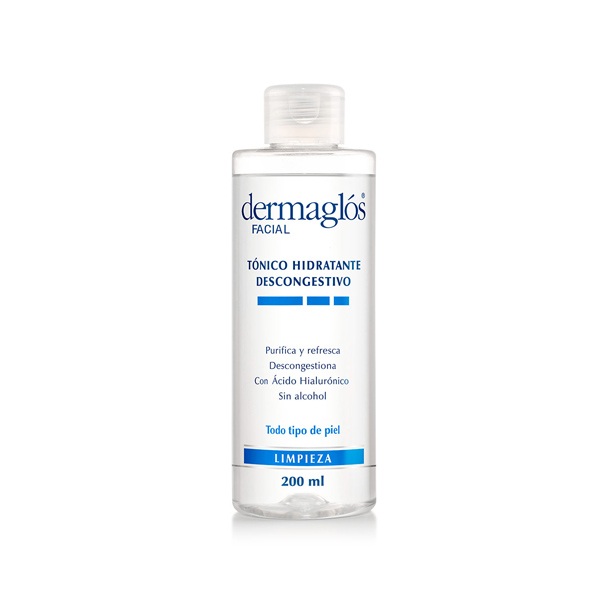 dermaglós®
FACIAL
TÓNICO HIDRATANTE
DESCONGESTIVO
Purifica y refresca
Descongestiona
Con Ácido Hialurónico
Sin alcohol
Todo tipo de piel
LIMPIEZA
200 ml